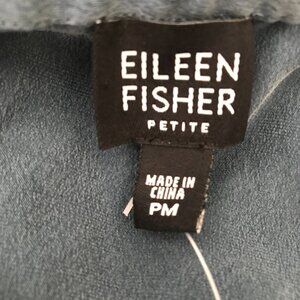 EILEEN
FISHER
PETITE
MADE IN
CHINA
PM